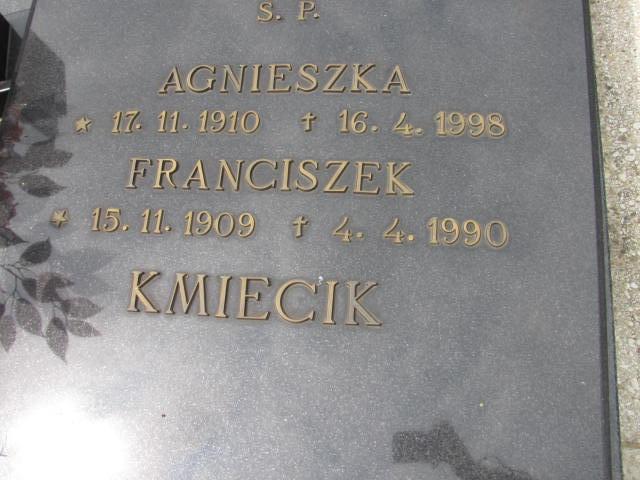 S. P.
AGNIESZKA
* 17. 11. 1910 † 16. 4. 1998
FRANCISZEK
* 15. 11. 1909 † 4. 4. 1990
KMIECIK